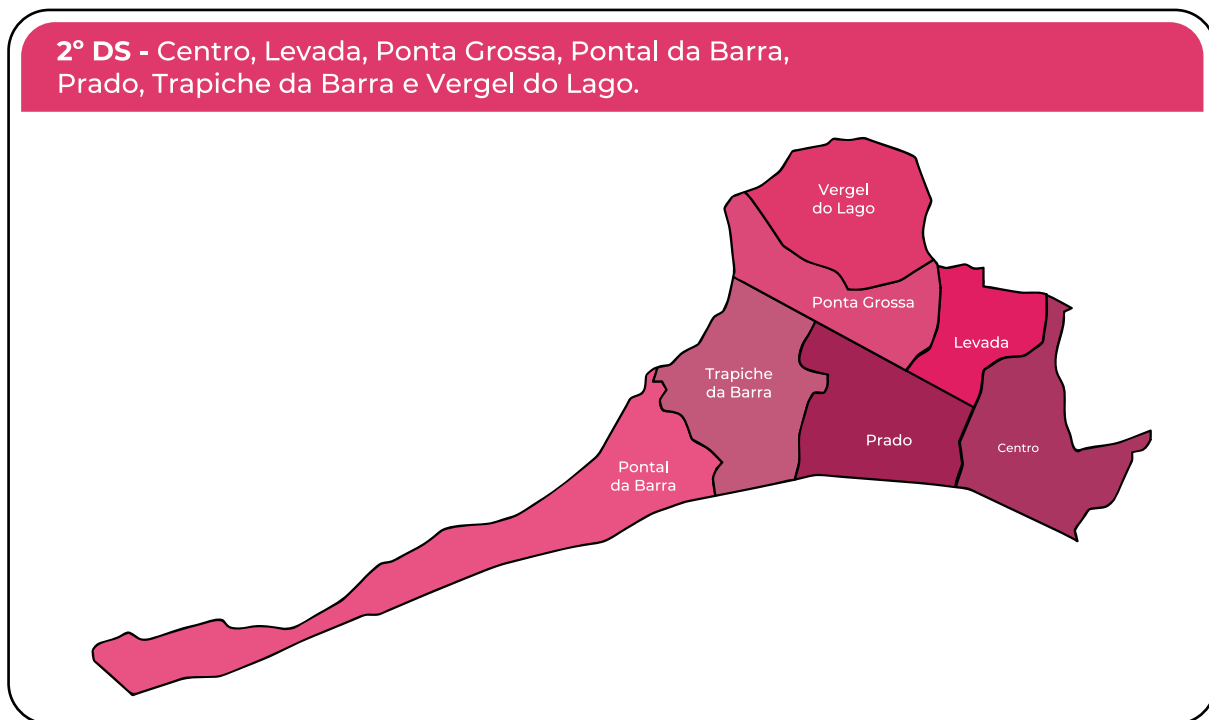 2º DS - Centro, Levada, Ponta Grossa, Pontal da Barra,
Prado, Trapiche da Barra e Vergel do Lago.
Vergel
do Lago
Ponta Grossa
Levada
Trapiche
da Barra
Prado
Centro
Pontal
da Barra